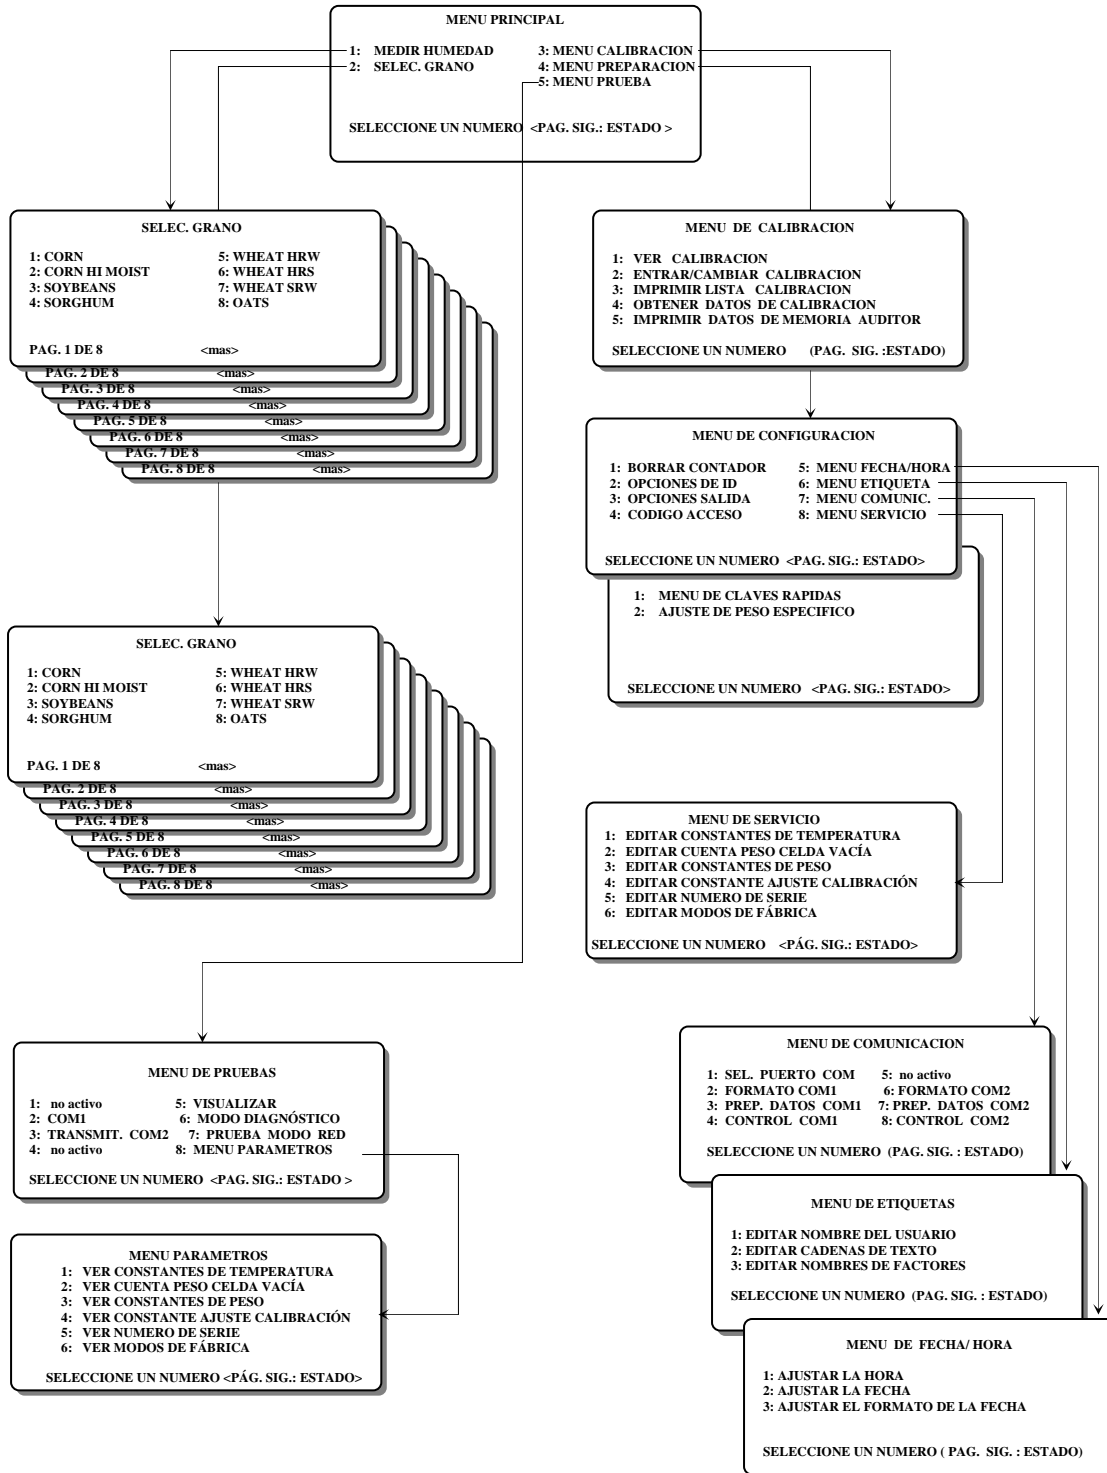 MENU PRINCIPAL
1: MEDIR HUMEDAD 3: MENU CALIBRACION
2: SELEC. GRANO 4: MENU PREPARACION
5: MENU PRUEBA
SELECCIONE UN NUMERO <PAG. SIG.: ESTADO >
SELEC. GRANO
1: CORN 5: WHEAT HRW
2: CORN HI MOIST 6: WHEAT HRS
3: SOYBEANS 7: WHEAT SRW
4: SORGHUM 8: OATS
PAG. 1 DE 8 <mas>
PAG. 2 DE 8 <mas>
PAG. 3 DE 8 <mas>
PAG. 4 DE 8 <mas>
PAG. 5 DE 8 <mas>
PAG. 6 DE 8 <mas>
PAG. 7 DE 8 <mas>
PAG. 8 DE 8 <mas>
MENU DE CALIBRACION
1: VER CALIBRACION
2: ENTRAR/CAMBIAR CALIBRACION
3: IMPRIMIR LISTA CALIBRACION
4: OBTENER DATOS DE CALIBRACION
5: IMPRIMIR DATOS DE MEMORIA AUDITOR
SELECCIONE UN NUMERO (PAG. SIG. :ESTADO)
MENU DE CONFIGURACION
1: BORRAR CONTADOR 5: MENU FECHA/HORA
2: OPCIONES DE ID 6: MENU ETIQUETA
3: OPCIONES SALIDA 7: MENU COMUNIC.
4: CODIGO ACCESO 8: MENU SERVICIO
SELECCIONE UN NUMERO <PAG. SIG.: ESTADO>
1: MENU DE CLAVES RAPIDAS
2: AJUSTE DE PESO ESPECIFICO
SELECCIONE UN NUMERO <PAG. SIG.: ESTADO>
SELEC. GRANO
1: CORN 5: WHEAT HRW
2: CORN HI MOIST 6: WHEAT HRS
3: SOYBEANS 7: WHEAT SRW
4: SORGHUM 8: OATS
PAG. 1 DE 8 <mas>
PAG. 2 DE 8 <mas>
PAG. 3 DE 8 <mas>
PAG. 4 DE 8 <mas>
PAG. 5 DE 8 <mas>
PAG. 6 DE 8 <mas>
PAG. 7 DE 8 <mas>
PAG. 8 DE 8 <mas>
MENU DE SERVICIO
1: EDITAR CONSTANTES DE TEMPERATURA
2: EDITAR CUENTA PESO CELDA VACÍA
3: EDITAR CONSTANTES DE PESO
4: EDITAR CONSTANTE AJUSTE CALIBRACIÓN
5: EDITAR NUMERO DE SERIE
6: EDITAR MODOS DE FÁBRICA
SELECCIONE UN NUMERO <PÁG. SIG.: ESTADO>
MENU DE PRUEBAS
1: no activo 5: VISUALIZAR
2: COM1 6: MODO DIAGNÓSTICO
3: TRANSMIT. COM2 7: PRUEBA MODO RED
4: no activo 8: MENU PARAMETROS
SELECCIONE UN NUMERO <PAG. SIG.: ESTADO >
MENU PARAMETROS
1: VER CONSTANTES DE TEMPERATURA
2: VER CUENTA PESO CELDA VACÍA
3: VER CONSTANTES DE PESO
4: VER CONSTANTE AJUSTE CALIBRACIÓN
5: VER NUMERO DE SERIE
6: VER MODOS DE FÁBRICA
SELECCIONE UN NUMERO <PÁG. SIG.: ESTADO>
MENU DE COMUNICACION
1: SEL. PUERTO COM 5: no activo
2: FORMATO COM1 6: FORMATO COM2
3: PREP. DATOS COM1 7: PREP. DATOS COM2
4: CONTROL COM1 8: CONTROL COM2
SELECCIONE UN NUMERO (PAG. SIG. : ESTADO)
MENU DE ETIQUETAS
1: EDITAR NOMBRE DEL USUARIO
2: EDITAR CADENAS DE TEXTO
3: EDITAR NOMBRES DE FACTORES
SELECCIONE UN NUMERO (PAG. SIG. : ESTADO)
MENU DE FECHA/ HORA
1: AJUSTAR LA HORA
2: AJUSTAR LA FECHA
3: AJUSTAR EL FORMATO DE LA FECHA
SELECCIONE UN NUMERO ( PAG. SIG. : ESTADO)